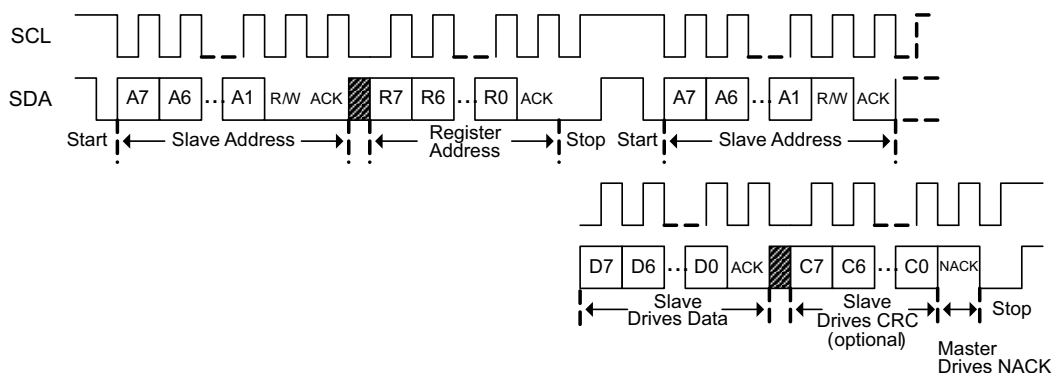 SCL
SDA A7 A6 ... A1 R/W ACK R7 R6 ... R0 ACK A7 A6 ... A1 R/W ACK
Start Slave Address Register Address Stop Start Slave Address
D7 D6 ... D0 ACK C7 C6 ... C0 NACK
Slave Drives Data Slave Drives CRC (optional) Stop
Master Drives NACK